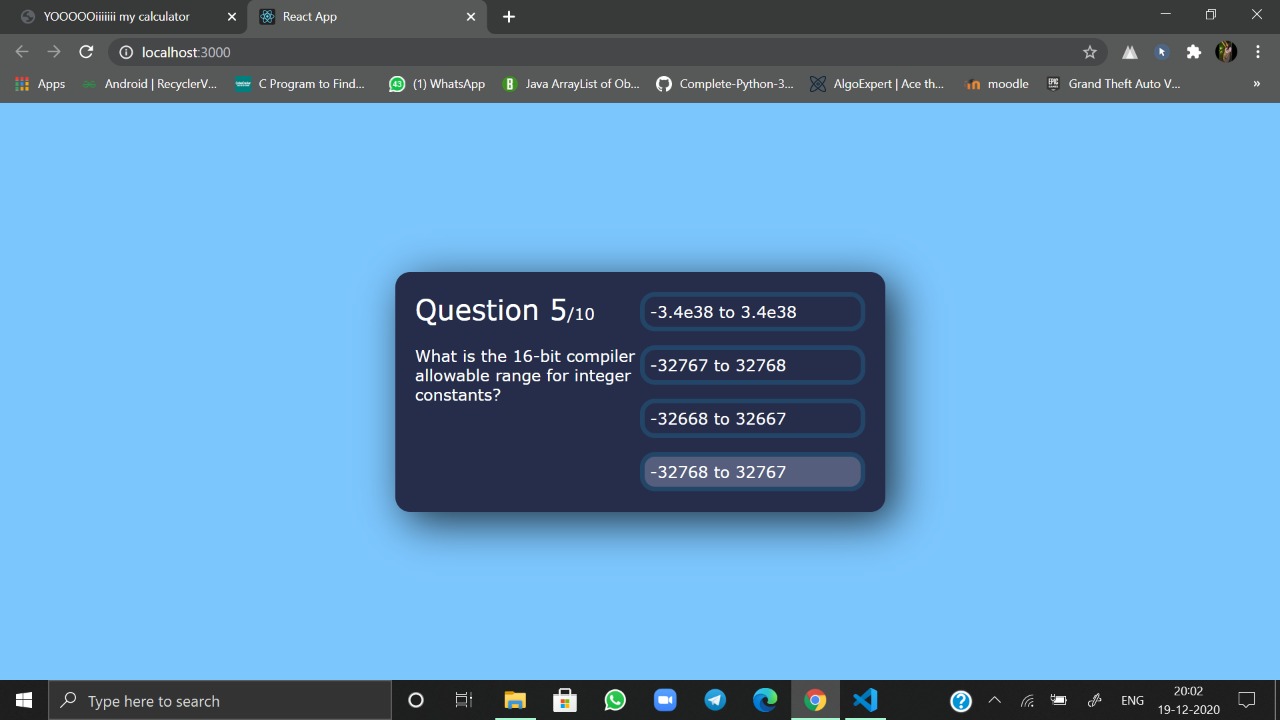 YOOOOOiiiiiii my calculator
React App
localhost:3000
Apps
Android | RecyclerV...
C Program to Find...
43
(1) WhatsApp
B
Java ArrayList of Ob...
Complete-Python-3...
AlgoExpert | Ace th...
moodle
EPIC
Grand Theft Auto V...
»
Question 5/10
What is the 16-bit compiler
allowable range for integer
constants?
-3.4e38 to 3.4e38
-32767 to 32768
-32668 to 32667
-32768 to 32767
Type here to search
ENG
20:02
19-12-2020